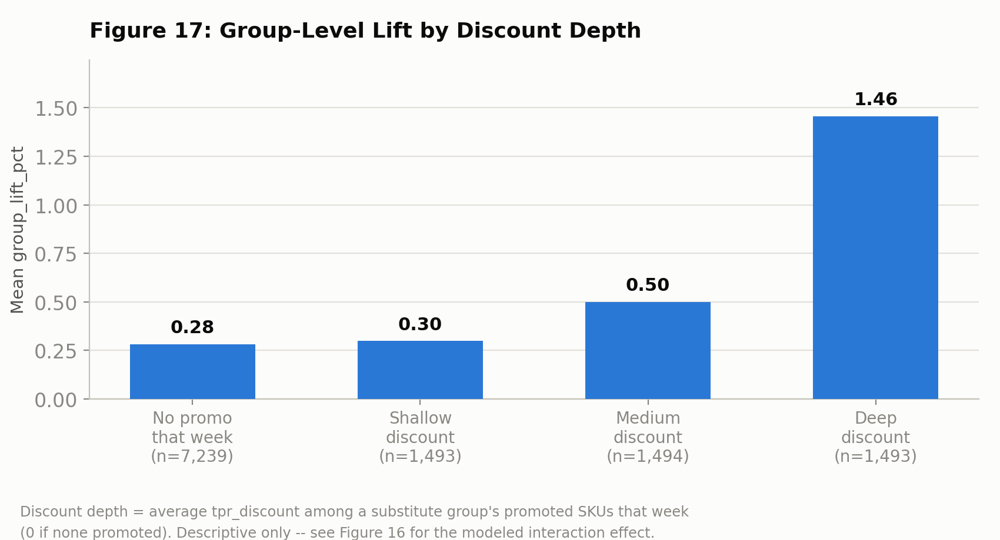 Figure 17: Group-Level Lift by Discount Depth
Mean group_lift_pct
1.50
1.25
1.00
0.75
0.50
0.25
0.00
0.28
0.30
0.50
1.46
No promo
that week
(n=7,239)
Shallow
discount
(n=1,493)
Medium
discount
(n=1,494)
Deep
discount
(n=1,493)
Discount depth = average tpr_discount among a substitute group's promoted SKUs that week
(0 if none promoted). Descriptive only -- see Figure 16 for the modeled interaction effect.